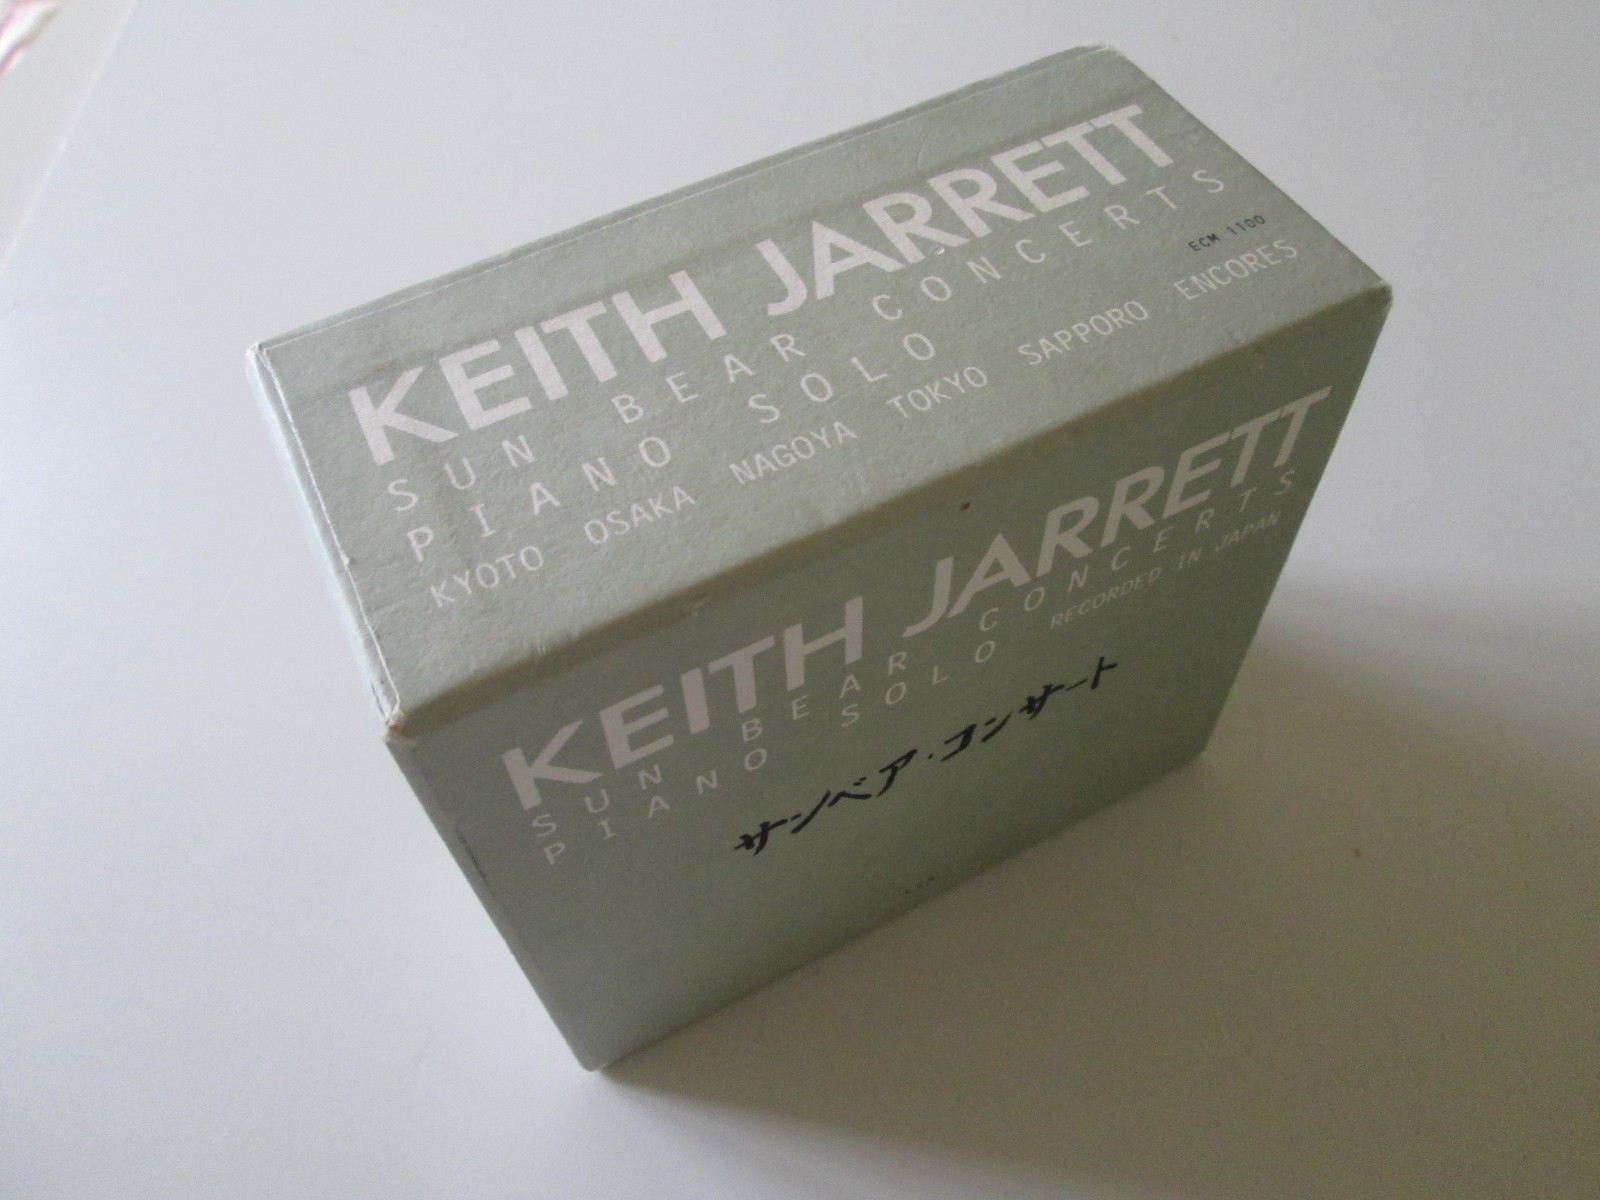 KEITH JARRETT
SUN BEAR CONCERTS
PIANO SOLO
ECM 1100
KYOTO OSAKA NAGOYA TOKYO SAPPORO ENCORES
KEITH JARRETT
SUN BEAR CONCERTS
PIANO SOLO
RECORDED IN JAPAN
サンベア・コンサート
ECM